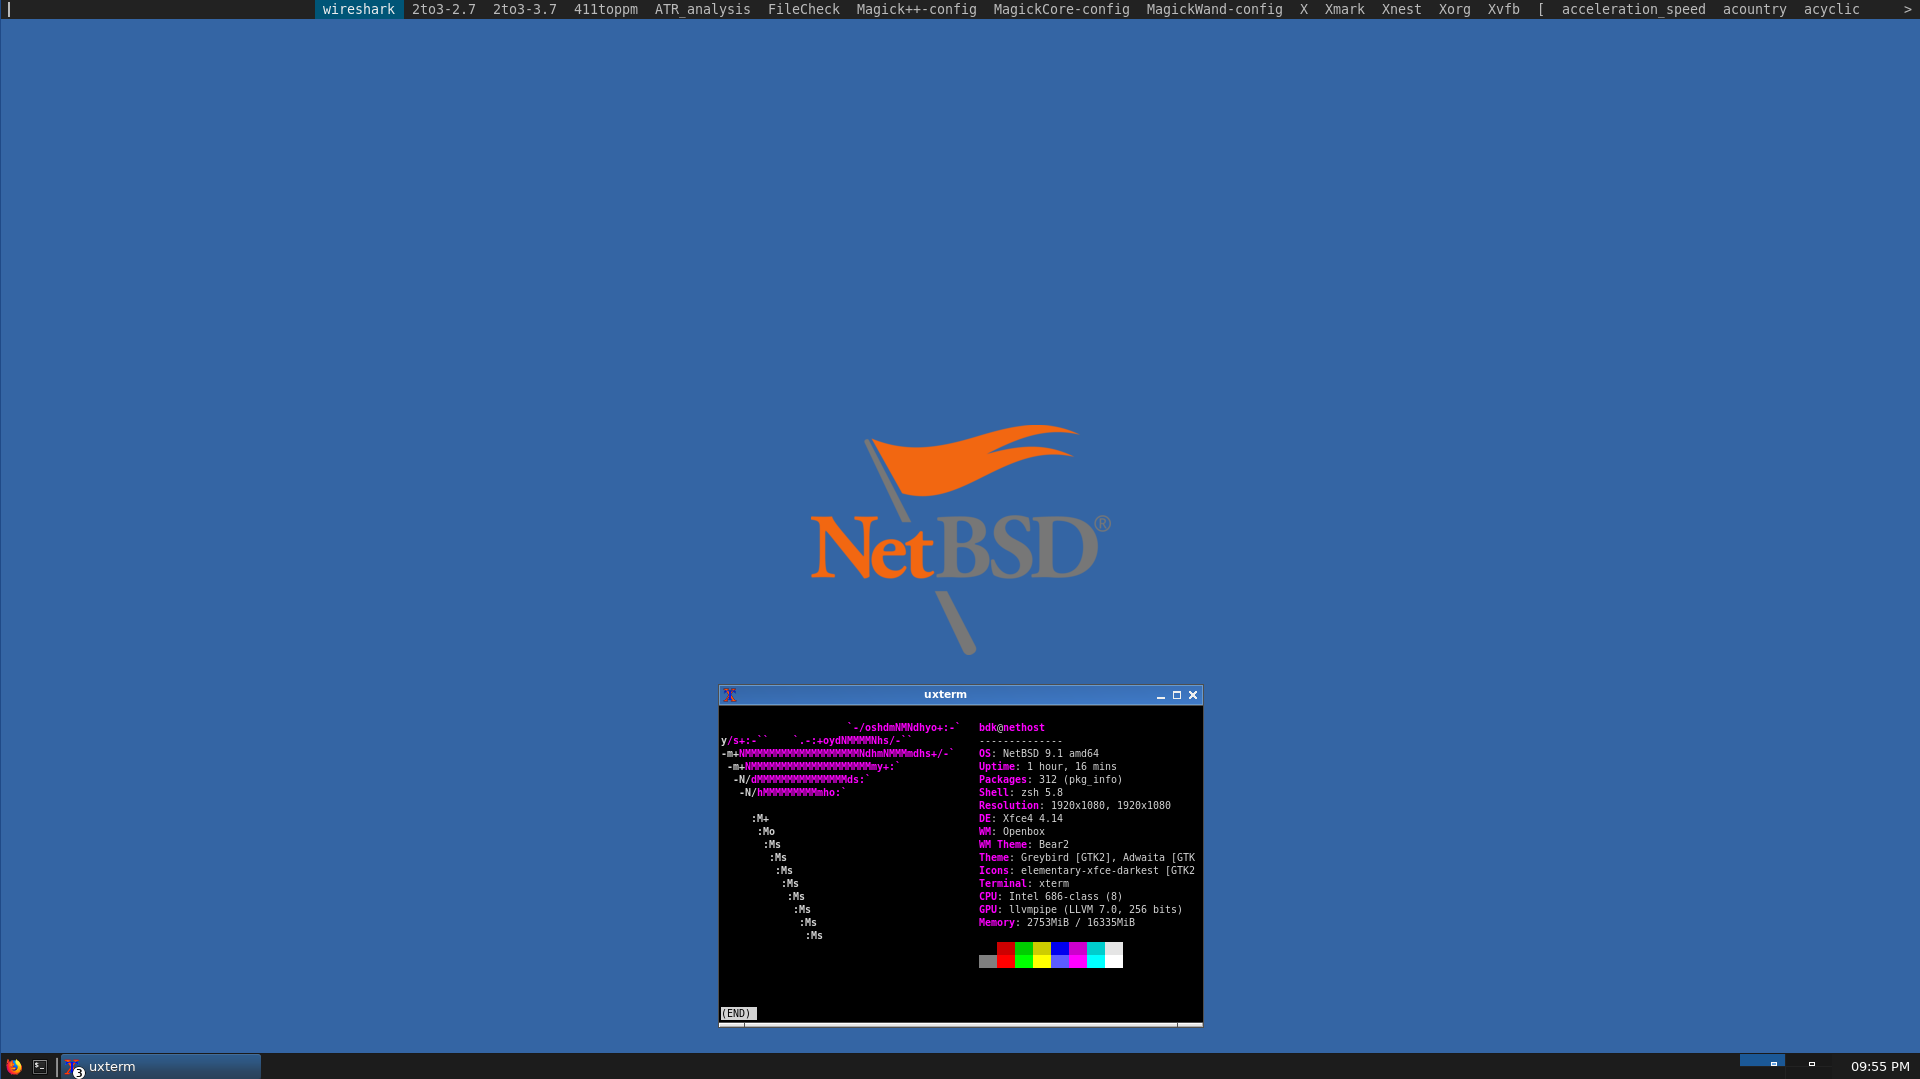 wireshark 2to3-2.7 2to3-3.7 411toppm ATR_analysis FileCheck Magick++-config MagickCore-config MagickWand-config X Xmark Xnest Xorg Xvfb [ acceleration_speed acountry acyclic >
NetBSD®
uxterm
`-/oshdmNMNdhyo+:-` bdk@nethost
y/s+:-`` `.-:+oydNMMMMNhs/-`` --------------
-m+NMMMMMMMMMMMMMMMMMMMNdhmNMMMmdhs+/-` OS: NetBSD 9.1 amd64
-m+NMMMMMMMMMMMMMMMMMMMMmy+:` Uptime: 1 hour, 16 mins
-N/dMMMMMMMMMMMMMMMds:` Packages: 312 (pkg_info)
-N/hMMMMMMMMMmho:` Shell: zsh 5.8
Resolution: 1920x1080, 1920x1080
:M+ DE: Xfce4 4.14
:Mo WM: Openbox
:Ms WM Theme: Bear2
:Ms Theme: Greybird [GTK2], Adwaita [GTK
:Ms Icons: elementary-xfce-darkest [GTK2
:Ms Terminal: xterm
:Ms CPU: Intel 686-class (8)
:Ms GPU: llvmpipe (LLVM 7.0, 256 bits)
:Ms Memory: 2753MiB / 16335MiB
:Ms
(END)
3 uxterm 09:55 PM